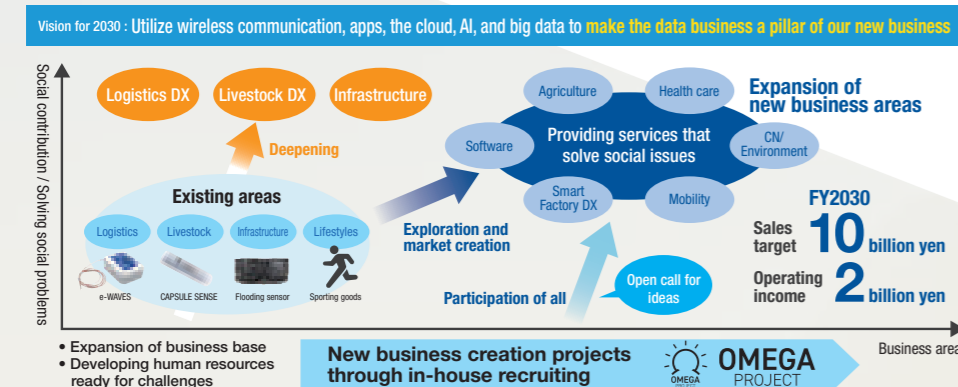 Vision for 2030 : Utilize wireless communication, apps, the cloud, AI, and big data to make the data business a pillar of our new business
Social contribution / Solving social problems
Logistics DX
Livestock DX
Infrastructure
Deepening
Existing areas
Logistics
Livestock
Infrastructure
Lifestyles
e-WAVES
CAPSULE SENSE
Flooding sensor
Sporting goods
Exploration and
market creation
Participation of all
Open call for
ideas
Agriculture
Health care
Software
Providing services that
solve social issues
CN/
Environment
Smart
Factory DX
Mobility
Expansion of
new business areas
FY2030
Sales
target
10 billion yen
Operating
income
2 billion yen
Business area
• Expansion of business base
• Developing human resources
ready for challenges
New business creation projects
through in-house recruiting
OMEGA
PROJECT
OMEGA
PROJECT